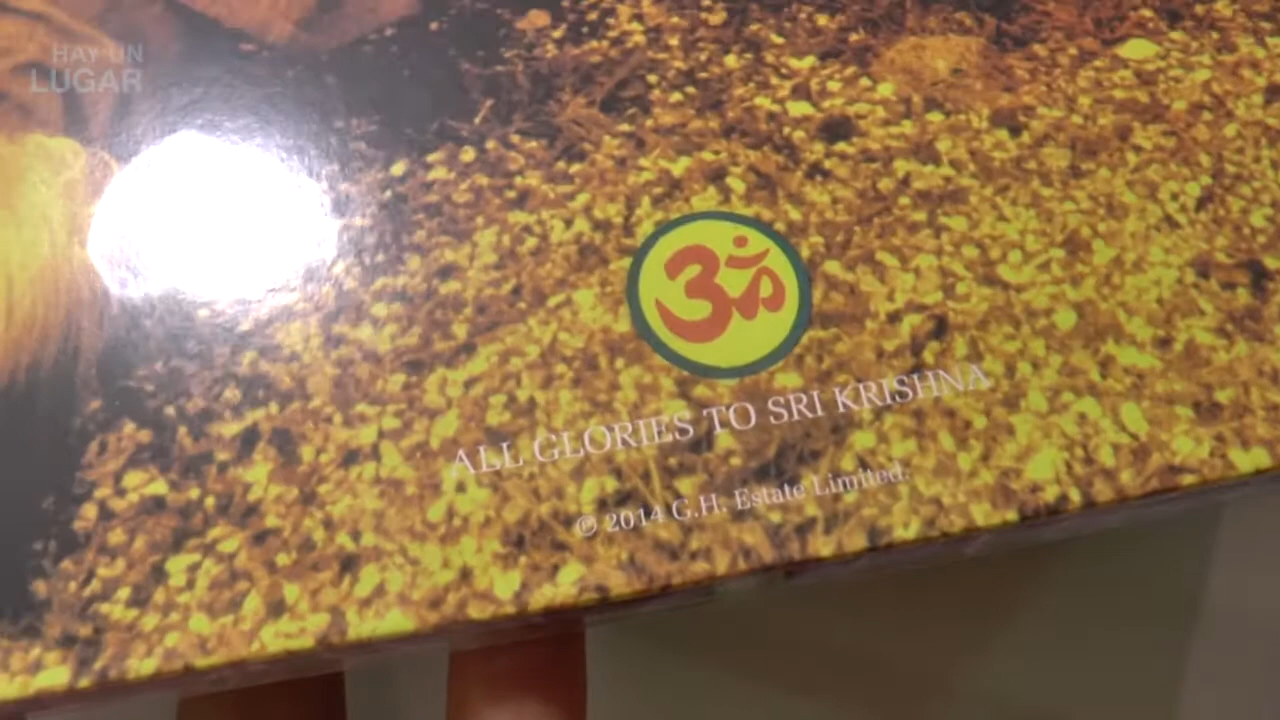 HAY UN
LUGAR
ॐ
ALL GLORIES TO SRI KRISHNA
℗ 2014 G.H. Estate Limited.